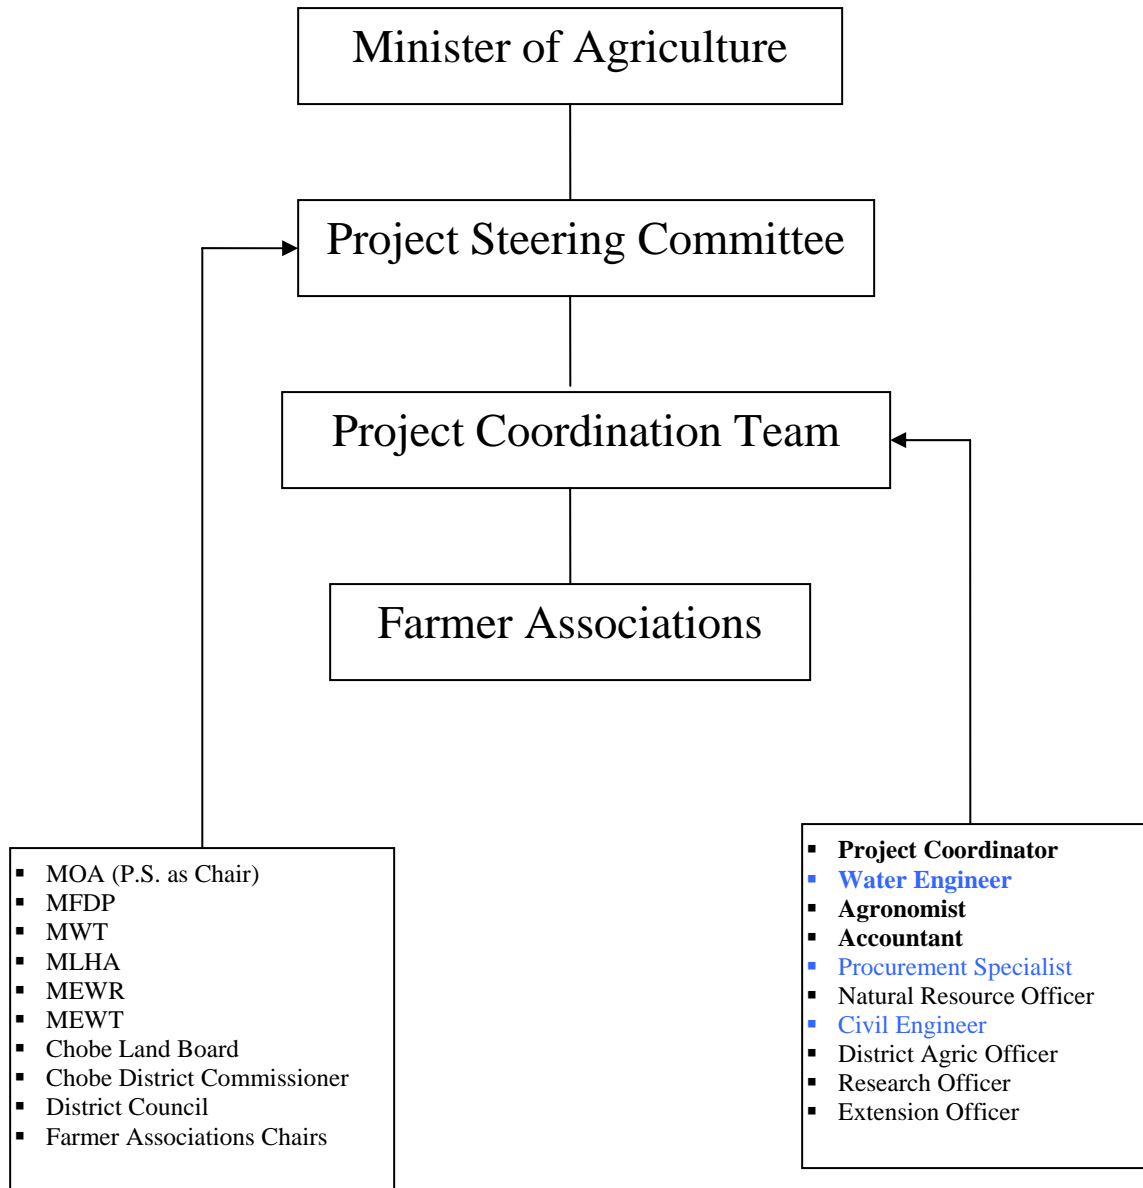 Minister of Agriculture
Project Steering Committee
Project Coordination Team
Farmer Associations
▪ MOA (P.S. as Chair)
▪ MFDP
▪ MWT
▪ MLHA
▪ MEWR
▪ MEWT
▪ Chobe Land Board
▪ Chobe District Commissioner
▪ District Council
▪ Farmer Associations Chairs
▪ Project Coordinator
▪ Water Engineer
▪ Agronomist
▪ Accountant
▪ Procurement Specialist
▪ Natural Resource Officer
▪ Civil Engineer
▪ District Agric Officer
▪ Research Officer
▪ Extension Officer